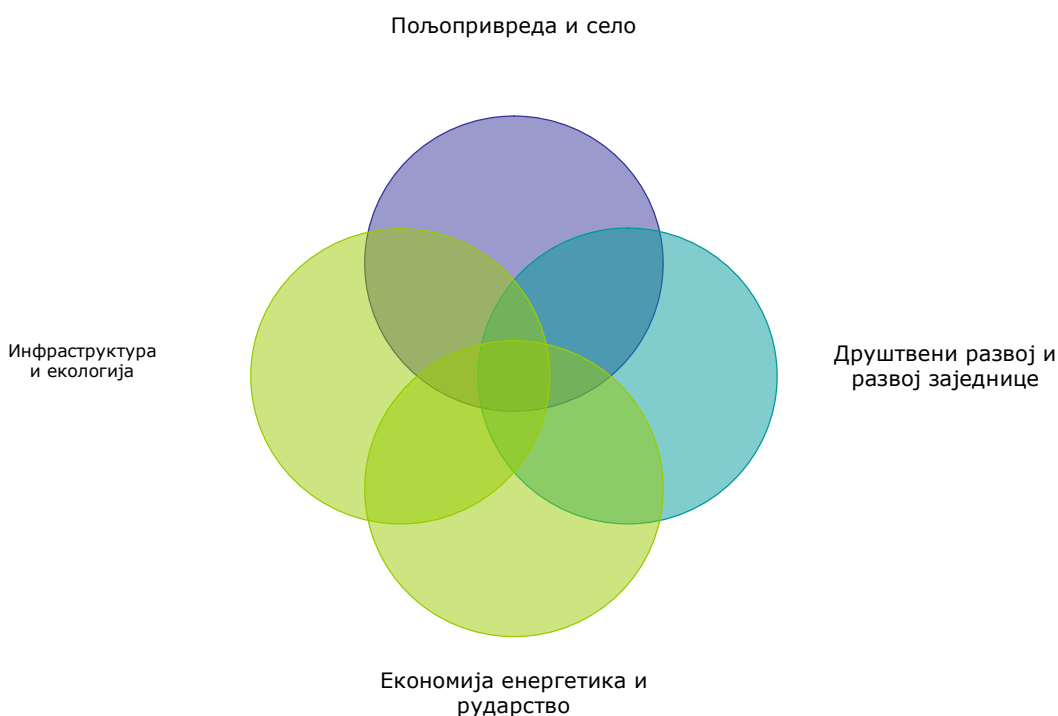 Пољопривреда и село
Инфраструктура
и екологија
Друштвени развој и
развој заједнице
Економија енергетика и
рударство